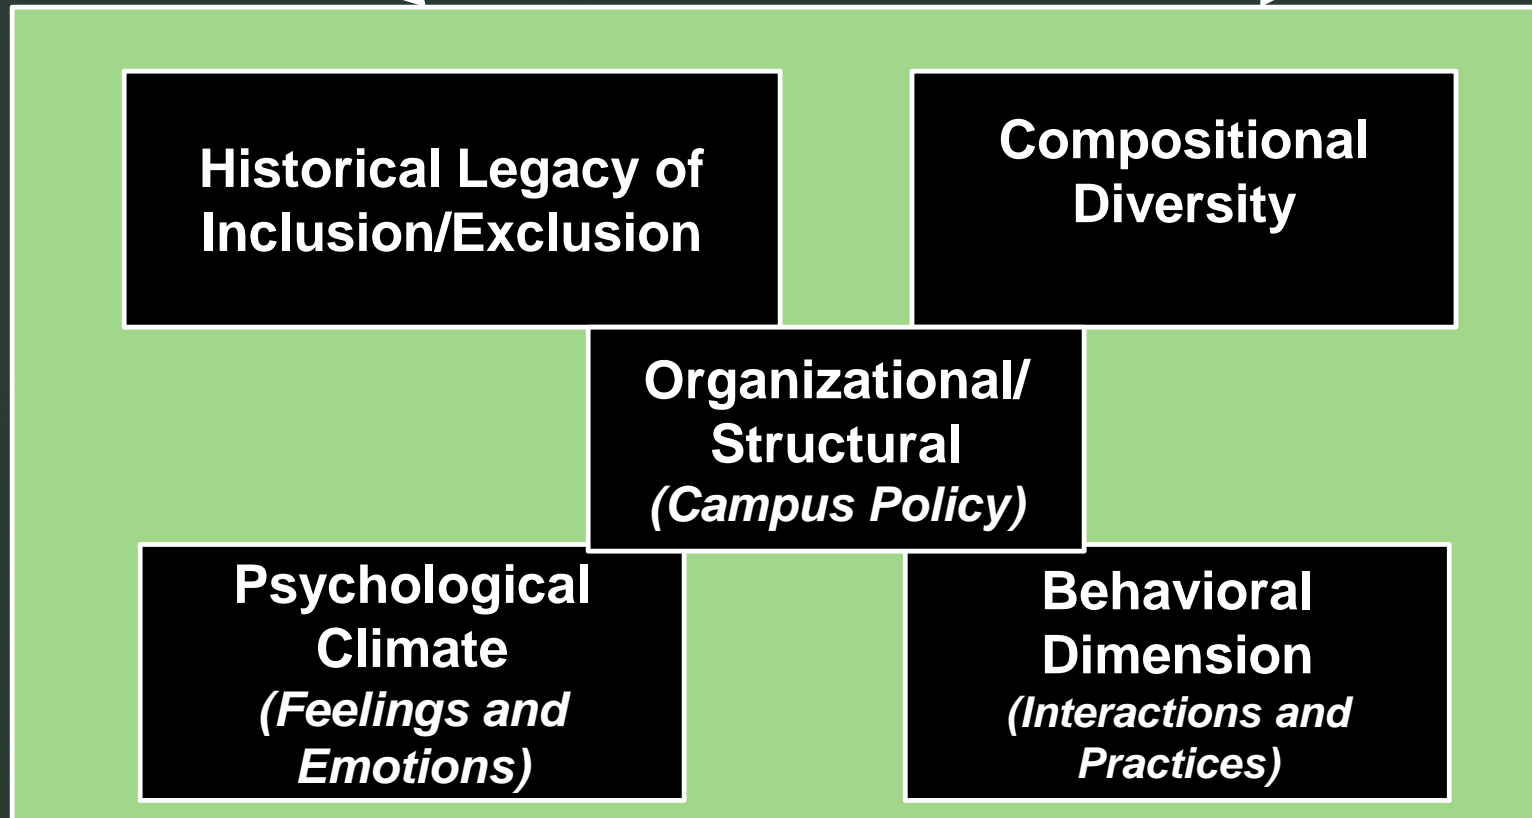 Historical Legacy of
Inclusion/Exclusion
Compositional
Diversity
Organizational/
Structural
(Campus Policy)
Psychological
Climate
(Feelings and
Emotions)
Behavioral
Dimension
(Interactions and
Practices)